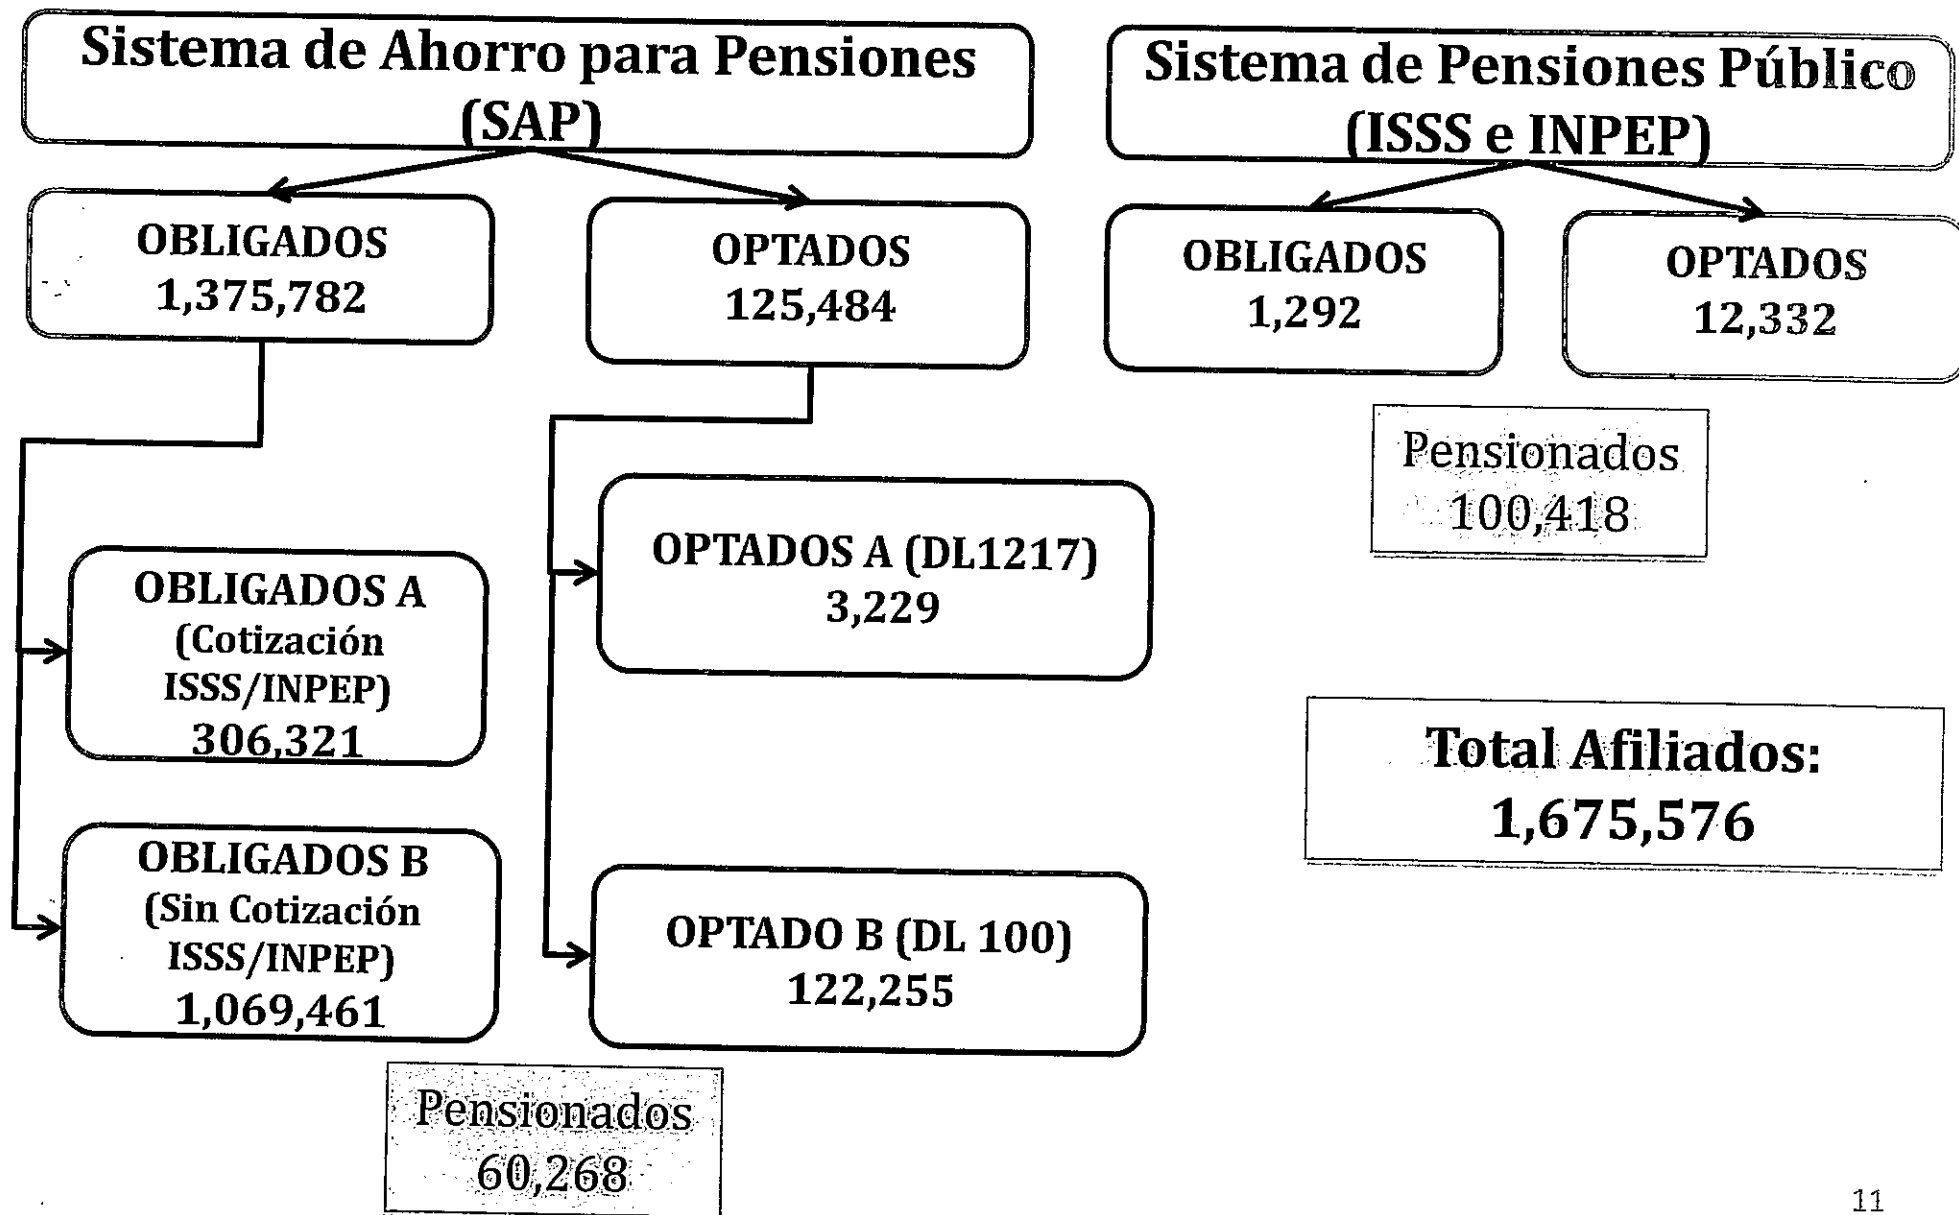 Sistema de Ahorro para Pensiones
(SAP)
OBLIGADOS
1,375,782
OPTADOS
125,484
OBLIGADOS A
(Cotización
ISSS/INPEP)
306,321
OBLIGADOS B
(Sin Cotización
ISSS/INPEP)
1,069,461
OPTADOS A (DL1217)
3,229
OPTADO B (DL 100)
122,255
Pensionados
60,268
Sistema de Pensiones Público
(ISSS e INPEP)
OBLIGADOS
1,292
OPTADOS
12,332
Pensionados
100,418
Total Afiliados:
1,675,576
11